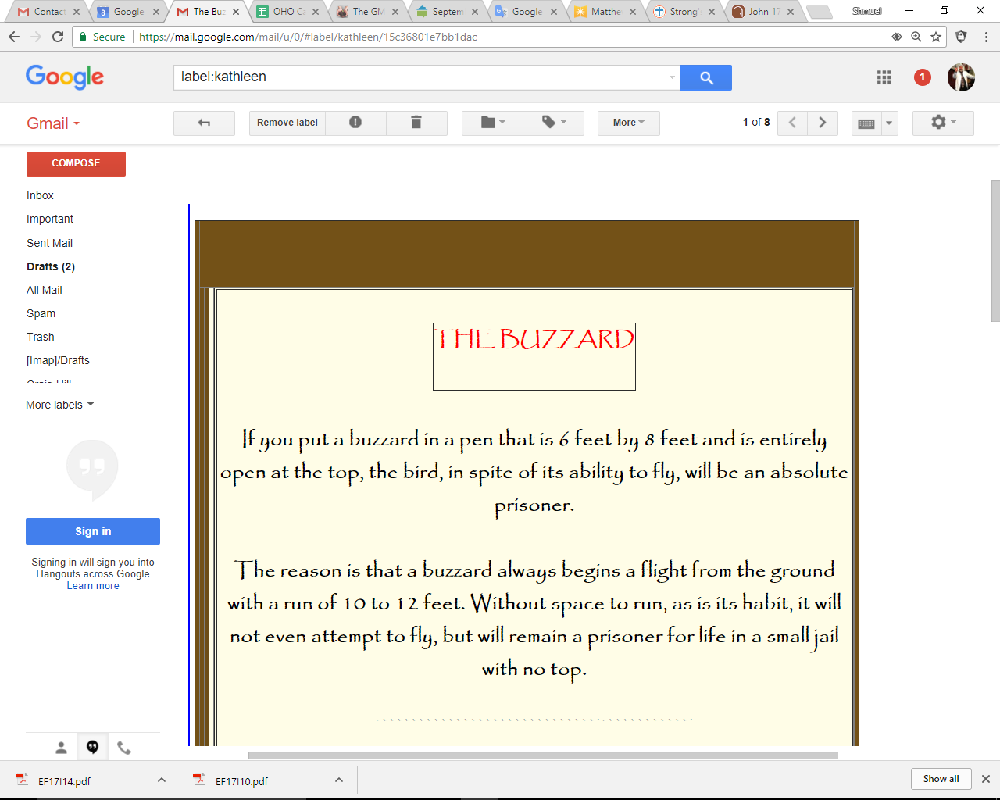 Contact
Google
The Buz
OHO Ca
The GM
Septem
Google
Matthe
Strong's
John 17
Shmuel
Secure
https://mail.google.com/mail/u/0/#label/kathleen/15c36801e7bb1dac
Google
label:kathleen
1
Gmail
Remove label
More
1 of 8
COMPOSE
Inbox
Important
Sent Mail
Drafts (2)
All Mail
Spam
Trash
[Imap]/Drafts
More labels
Sign in
Signing in will sign you into
Hangouts across Google
Learn more
THE BUZZARD
If you put a buzzard in a pen that is 6 feet by 8 feet and is entirely
open at the top, the bird, in spite of its ability to fly, will be an absolute
prisoner.
The reason is that a buzzard always begins a flight from the ground
with a run of 10 to 12 feet. Without space to run, as is its habit, it will
not even attempt to fly, but will remain a prisoner for life in a small jail
with no top.
EF17I14.pdf
EF17I10.pdf
Show all